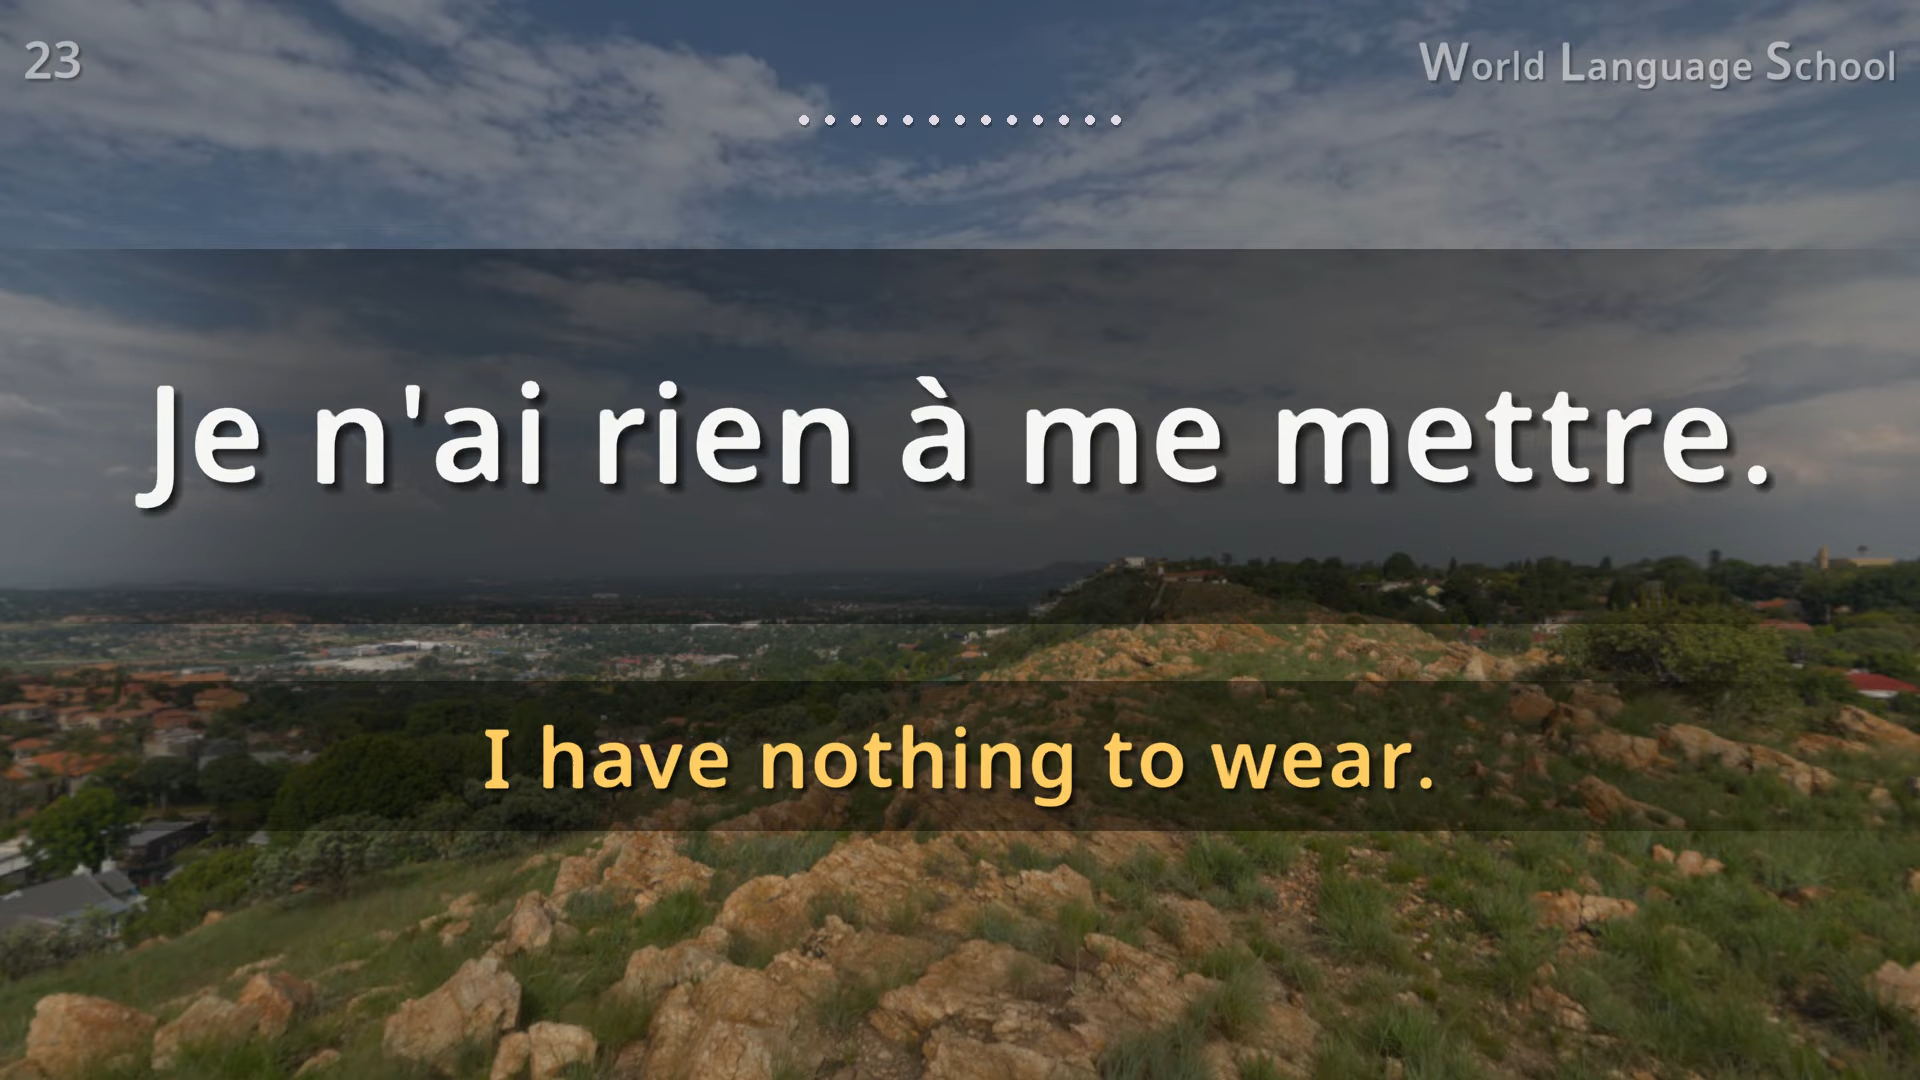 23
World Language School
Je n'ai rien à me mettre.
I have nothing to wear.